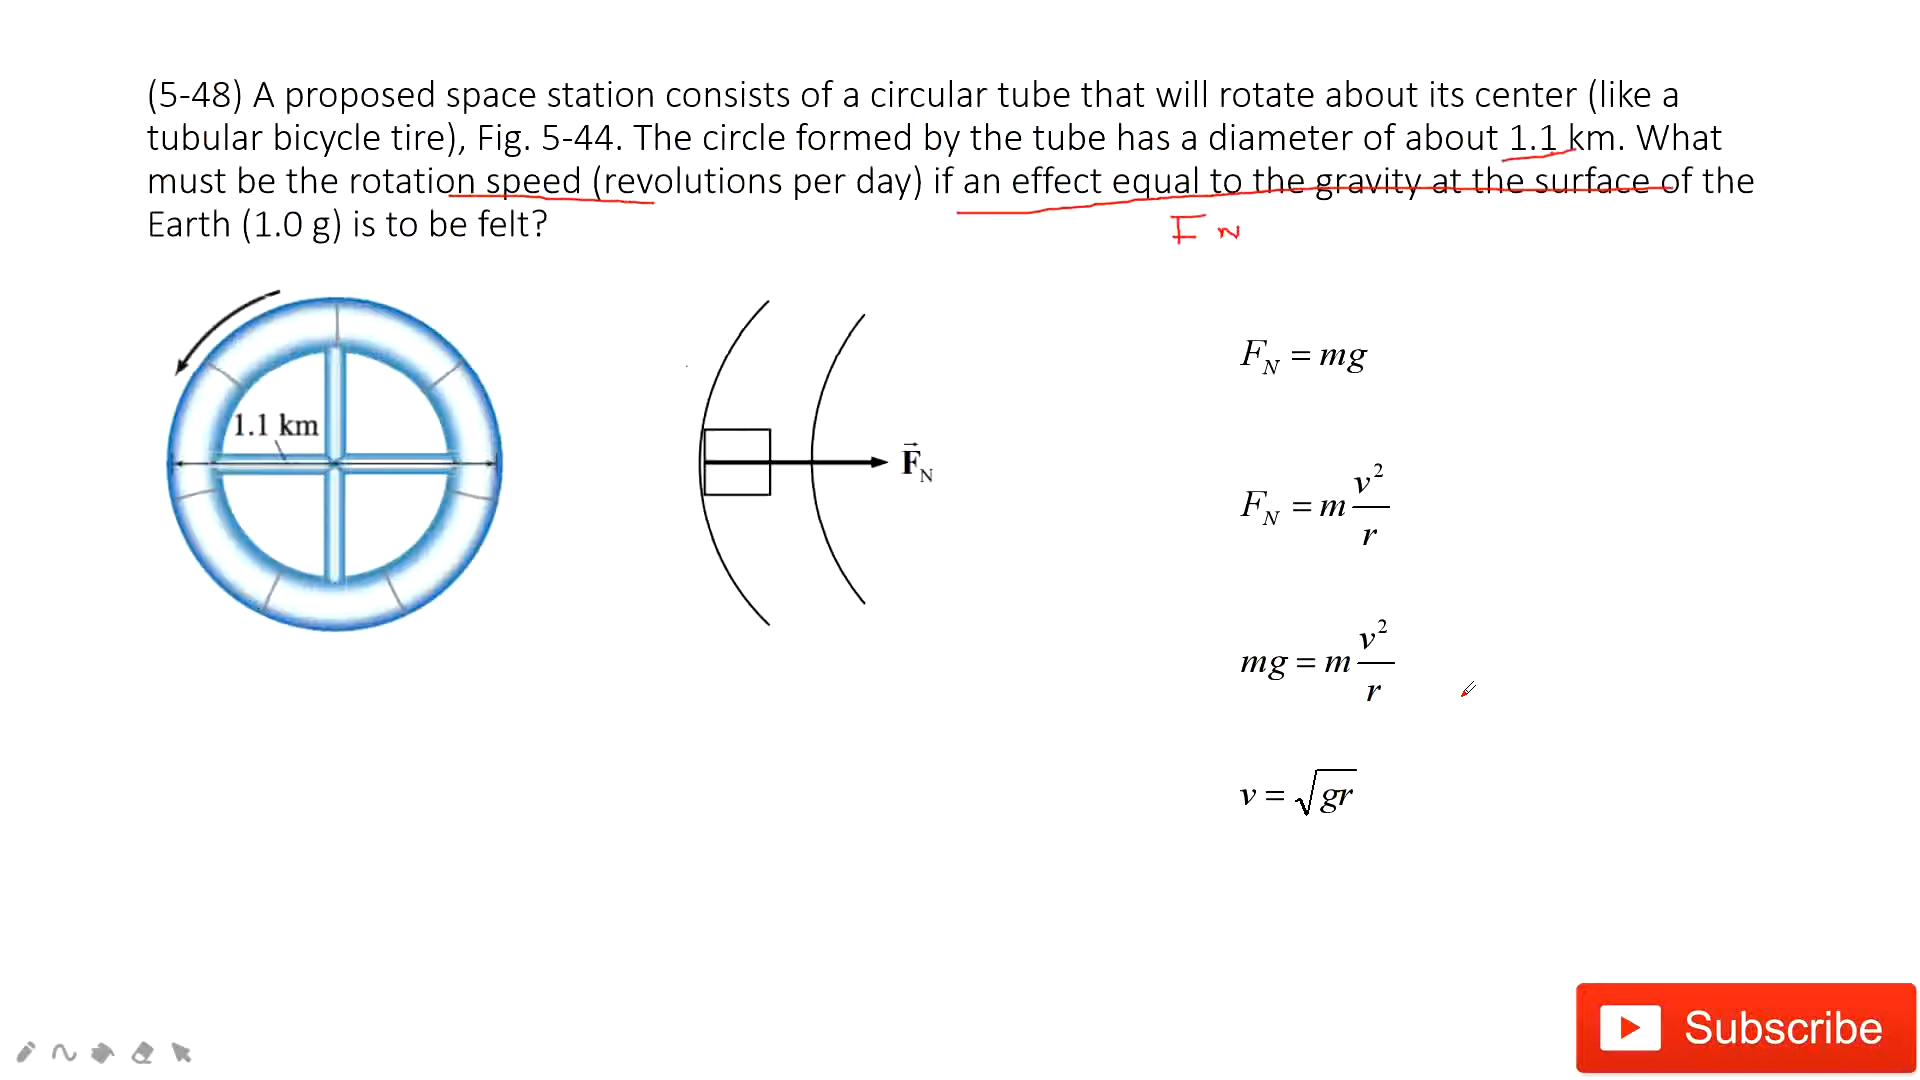 (5-48) A proposed space station consists of a circular tube that will rotate about its center (like a
tubular bicycle tire), Fig. 5-44. The circle formed by the tube has a diameter of about 1.1 km. What
must be the rotation speed (revolutions per day) if an effect equal to the gravity at the surface of the
Earth (1.0 g) is to be felt?
F N
1.1 km
F⃗_N
F_N = mg
F_N = m v²/r
mg = m v²/r
v = √gr
Subscribe